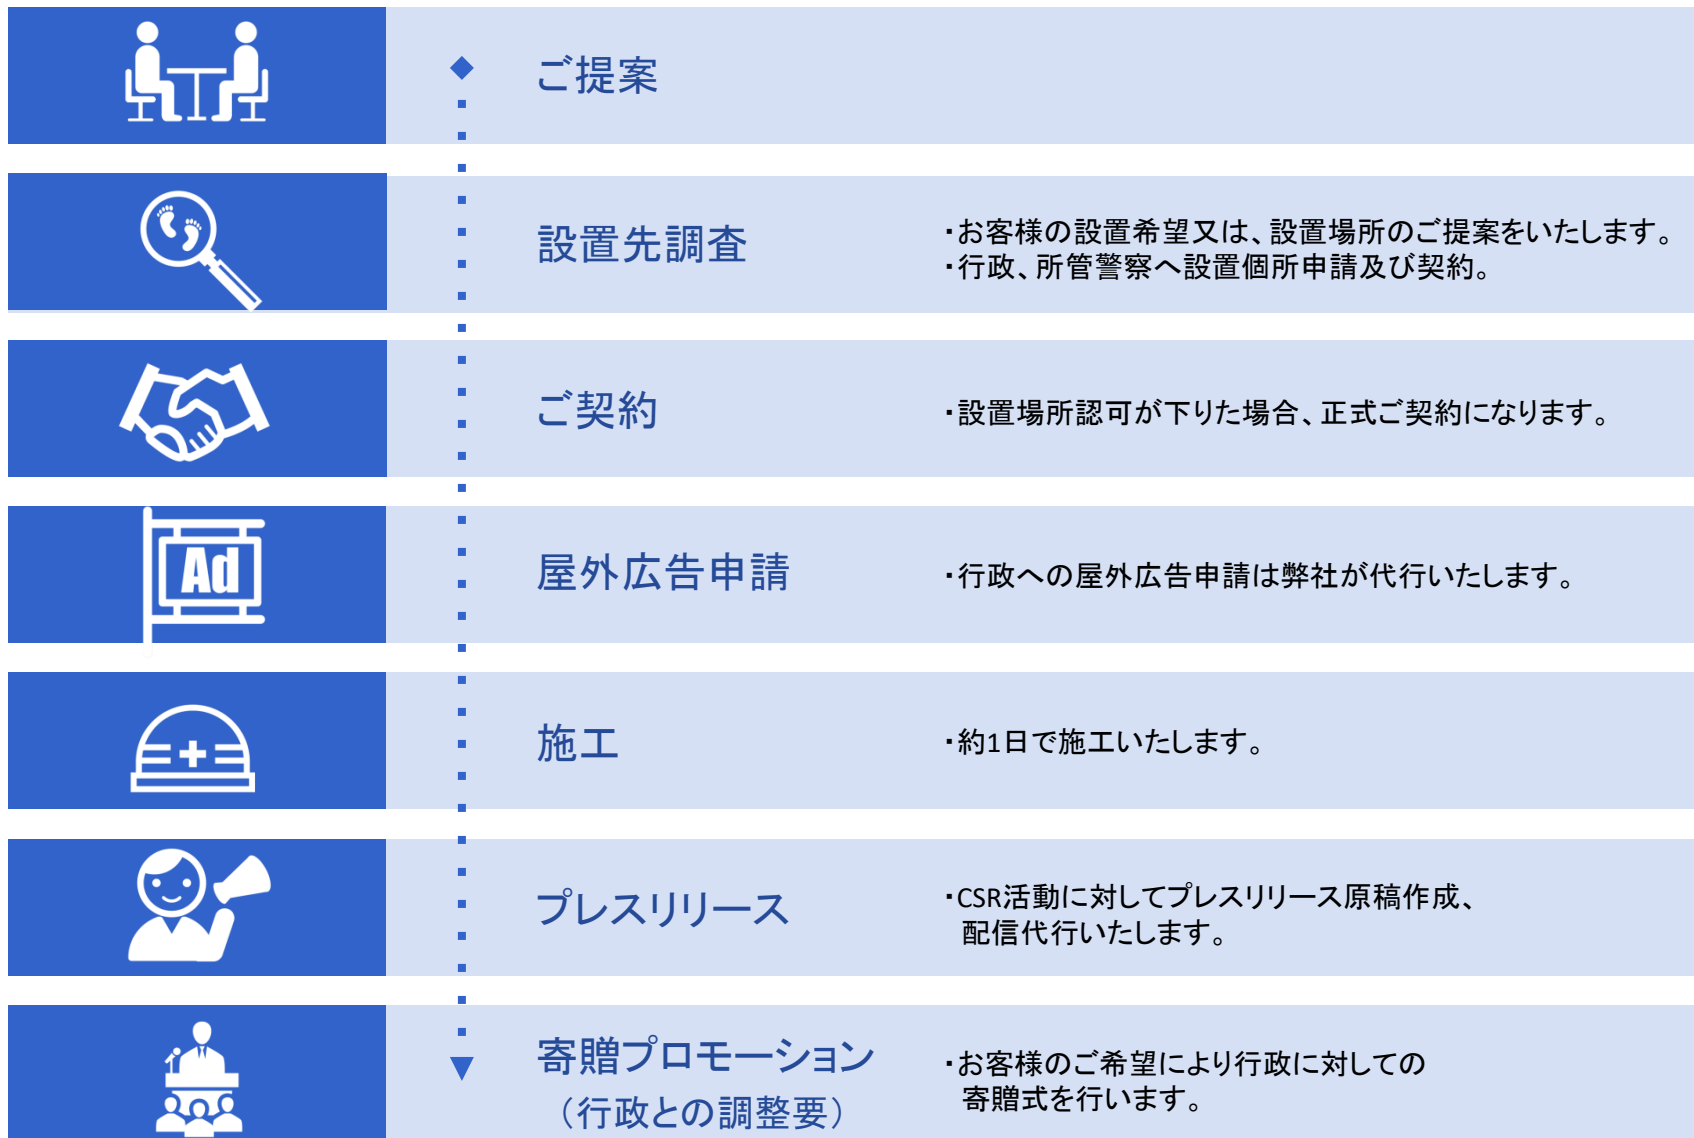 ご提案
設置先調査
・お客様の設置希望又は、設置場所のご提案をいたします。
・行政、所管警察へ設置個所申請及び契約。
ご契約
・設置場所認可が下りた場合、正式ご契約になります。
Ad
屋外広告申請
・行政への屋外広告申請は弊社が代行いたします。
施工
・約1日で施工いたします。
プレスリリース
・CSR活動に対してプレスリリース原稿作成、
配信代行いたします。
寄贈プロモーション
（行政との調整要）
・お客様のご希望により行政に対しての
寄贈式を行います。